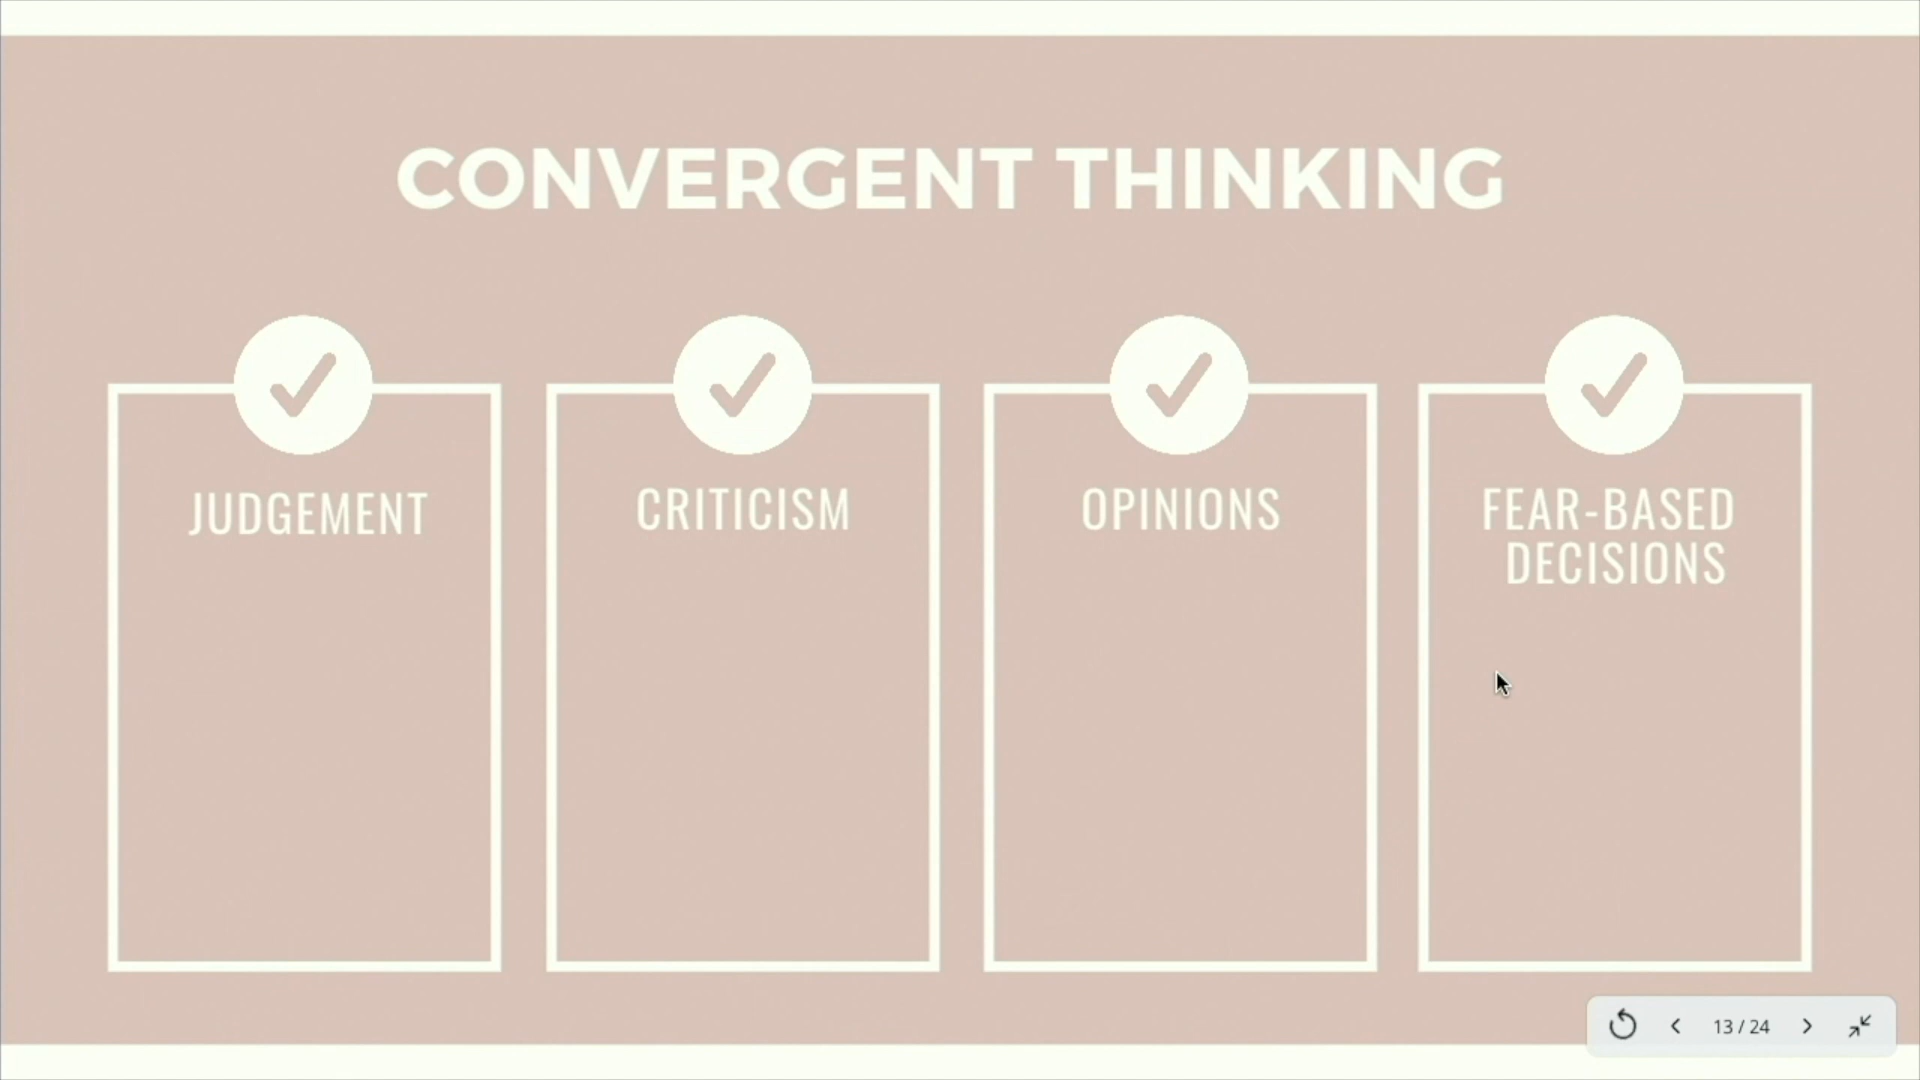 CONVERGENT THINKING
JUDGEMENT
CRITICISM
OPINIONS
FEAR-BASED
DECISIONS
13 / 24